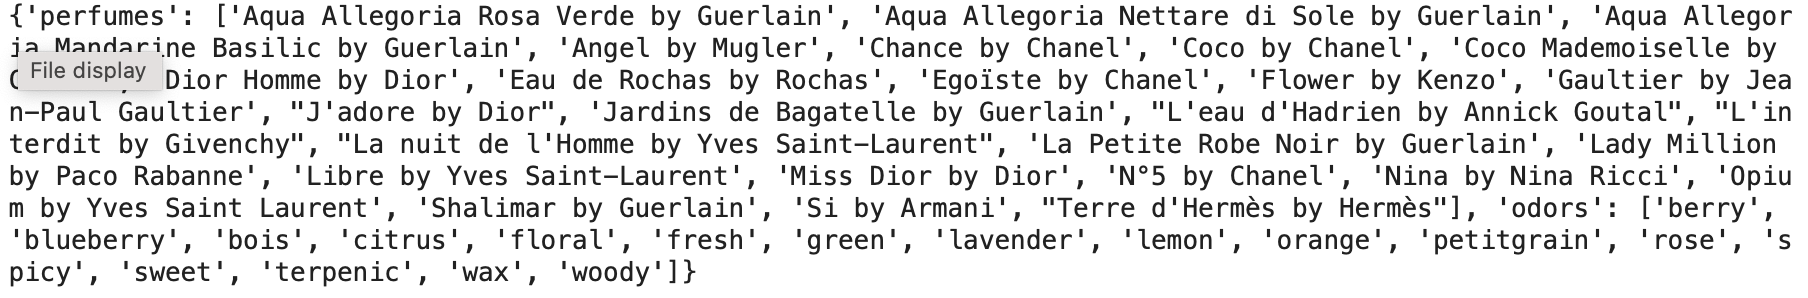 {'perfumes': ['Aqua Allegoria Rosa Verde by Guerlain', 'Aqua Allegoria Nettare di Sole by Guerlain', 'Aqua Allegor
ia Mandarine Basilic by Guerlain', 'Angel by Mugler', 'Chance by Chanel', 'Coco by Chanel', 'Coco Mademoiselle by
File display
Dior Homme by Dior', 'Eau de Rochas by Rochas', 'Egoïste by Chanel', 'Flower by Kenzo', 'Gaultier by Jea
n-Paul Gaultier', "J'adore by Dior", 'Jardins de Bagatelle by Guerlain', "L'eau d'Hadrien by Annick Goutal", "L'in
terdit by Givenchy", "La nuit de l'Homme by Yves Saint-Laurent", 'La Petite Robe Noir by Guerlain', 'Lady Million
by Paco Rabanne', 'Libre by Yves Saint-Laurent', 'Miss Dior by Dior', 'N°5 by Chanel', 'Nina by Nina Ricci', 'Opiu
m by Yves Saint Laurent', 'Shalimar by Guerlain', 'Si by Armani', "Terre d'Hermès by Hermès"], 'odors': ['berry',
'blueberry', 'bois', 'citrus', 'floral', 'fresh', 'green', 'lavender', 'lemon', 'orange', 'petitgrain', 'rose', 's
picy', 'sweet', 'terpenic', 'wax', 'woody']}